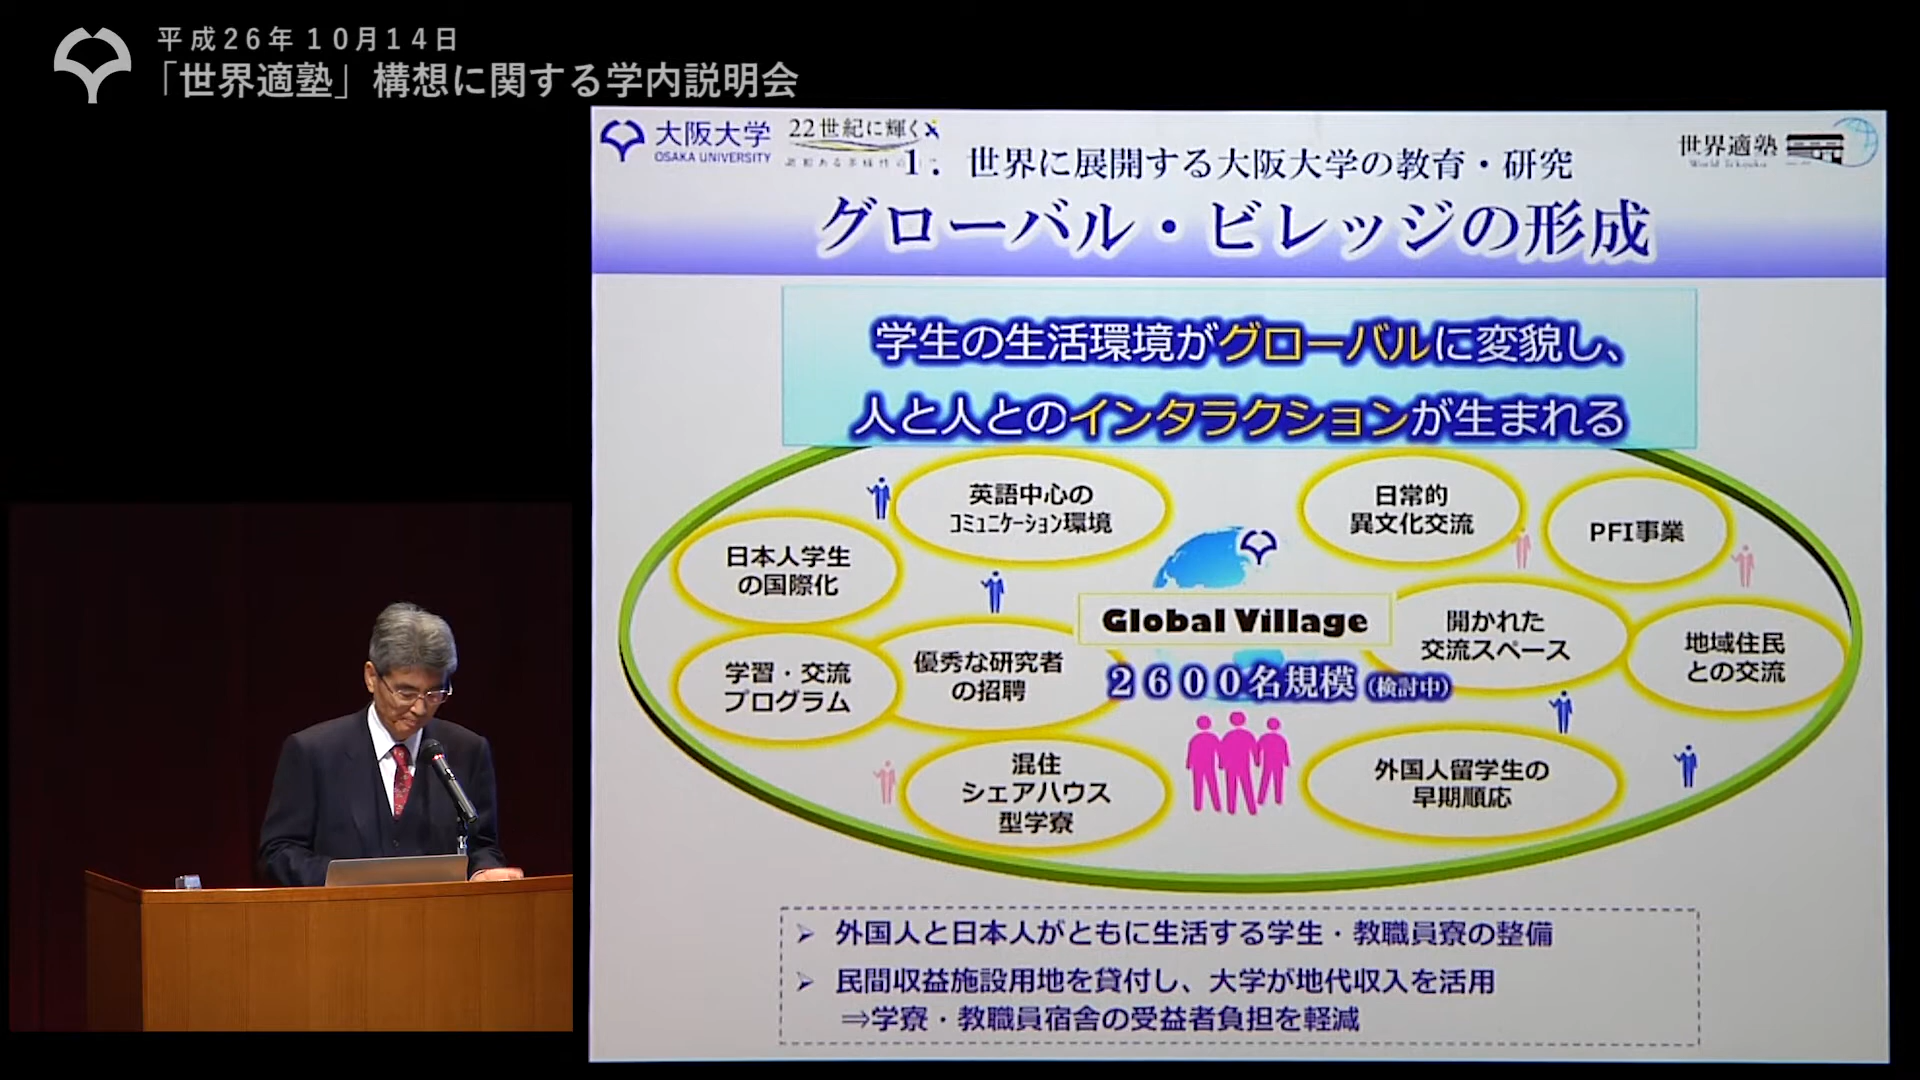 平成26年10月14日
「世界適塾」構想に関する学内説明会
大阪大学
OSAKA UNIVERSITY
22世紀に輝く
世界適塾
World Tekijuku
1．世界に展開する大阪大学の教育・研究
グローバル・ビレッジの形成
学生の生活環境がグローバルに変貌し、
人と人とのインタラクションが生まれる
英語中心の
ｺﾐｭﾆｹｰｼｮﾝ環境
日常的
異文化交流
PFI事業
日本人学生
の国際化
Global Village
2600名規模（検討中）
開かれた
交流スペース
地域住民
との交流
学習・交流
プログラム
優秀な研究者
の招聘
混住
シェアハウス
型学寮
外国人留学生の
早期順応
➢ 外国人と日本人がともに生活する学生・教職員寮の整備
➢ 民間収益施設用地を貸付し、大学が地代収入を活用
⇒学寮・教職員宿舎の受益者負担を軽減